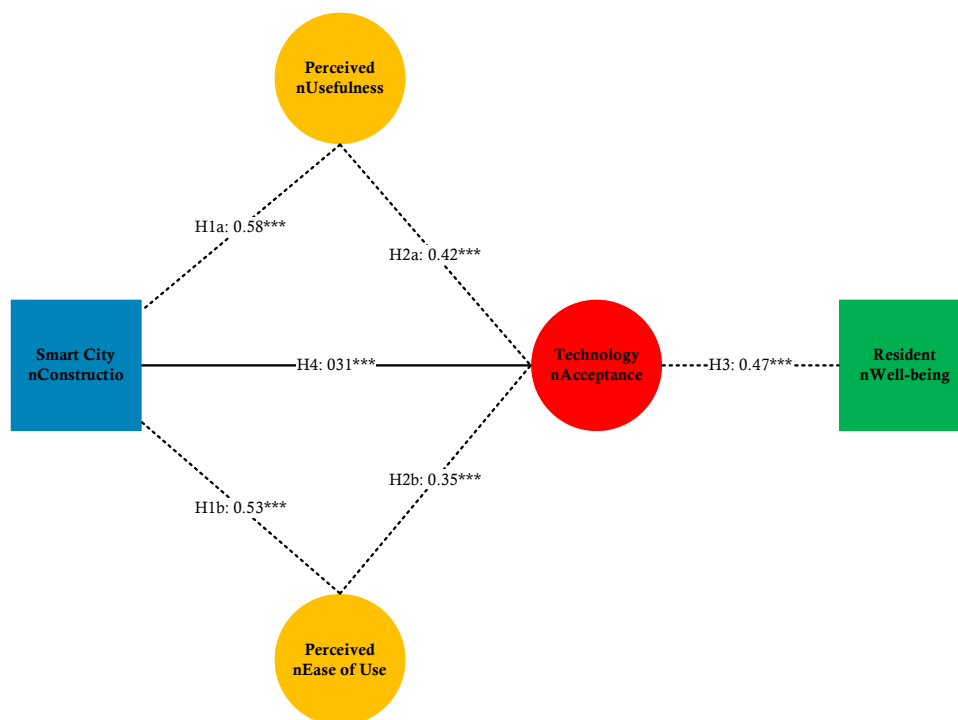 Perceived
nUsefulness
H1a: 0.58***
H2a: 0.42***
Smart City
nConstructio
H4: 031***
Technology
nAcceptance
H3: 0.47***
Resident
nWell-being
H2b: 0.35***
H1b: 0.53***
Perceived
nEase of Use